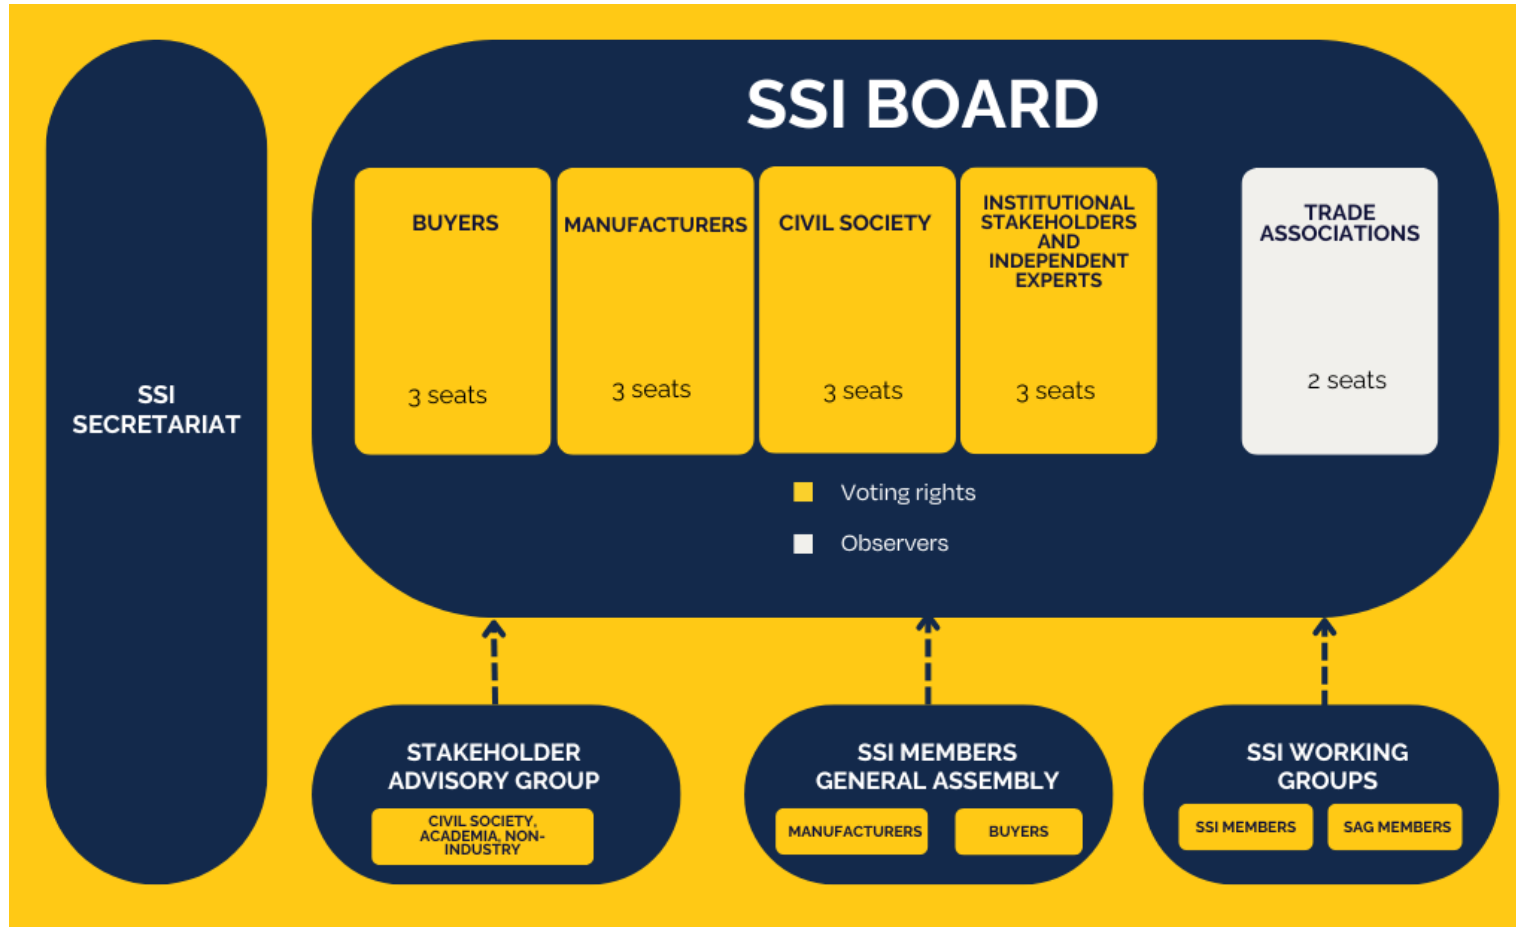 SSI
SECRETARIAT
SSI BOARD
BUYERS
3 seats
MANUFACTURERS
3 seats
CIVIL SOCIETY
3 seats
INSTITUTIONAL
STAKEHOLDERS
AND
INDEPENDENT
EXPERTS
3 seats
TRADE
ASSOCIATIONS
2 seats
Voting rights
Observers
STAKEHOLDER
ADVISORY GROUP
CIVIL SOCIETY,
ACADEMIA, NON-
INDUSTRY
SSI MEMBERS
GENERAL ASSEMBLY
MANUFACTURERS
BUYERS
SSI WORKING
GROUPS
SSI MEMBERS
SAG MEMBERS